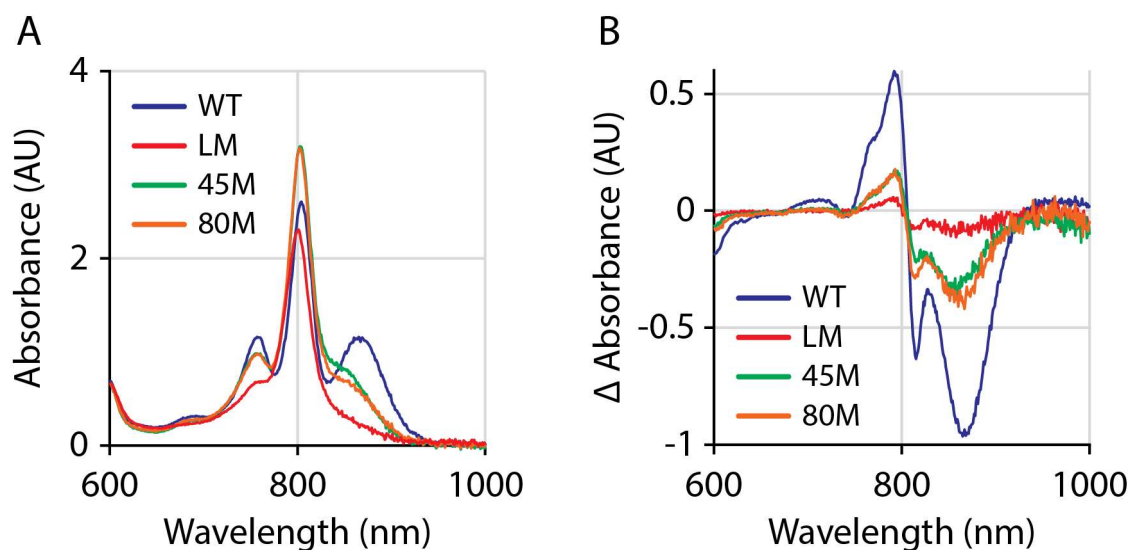 A
4
2
0
600
800
1000
Absorbance (AU)
Wavelength (nm)
WT
LM
45M
80M
B
0.5
0
-0.5
-1
600
800
1000
Δ Absorbance (AU)
Wavelength (nm)
WT
LM
45M
80M